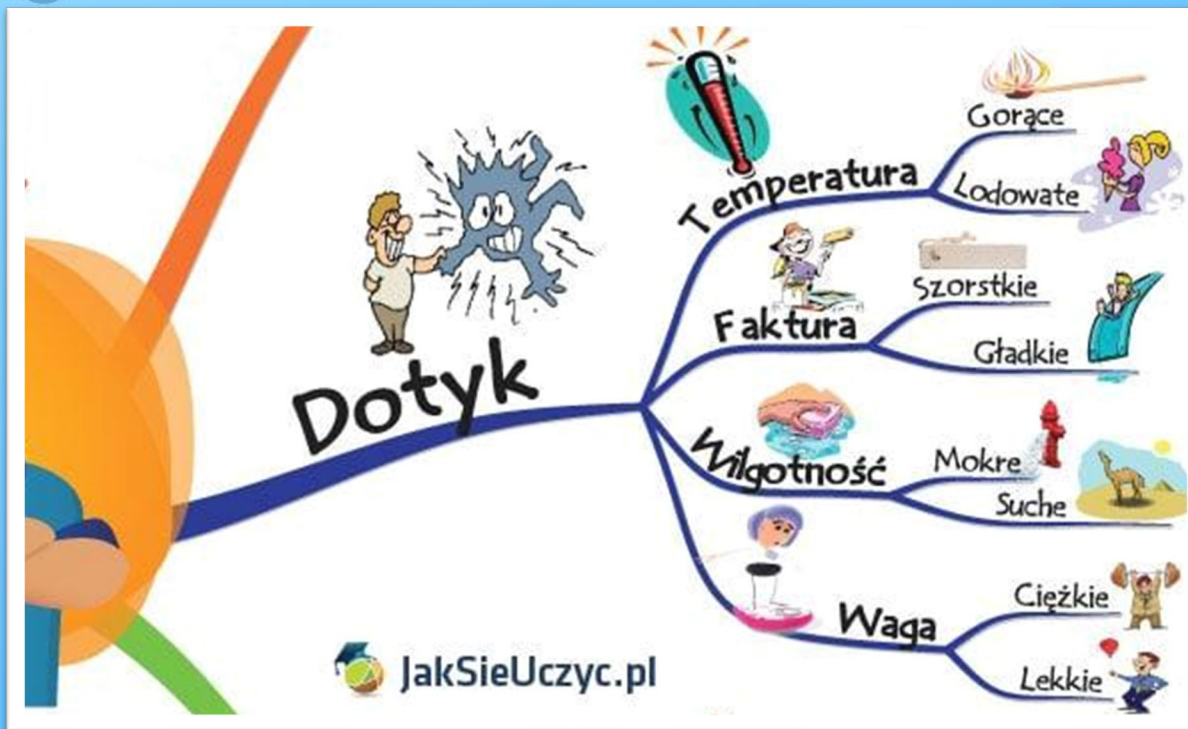 Dotyk
Temperatura
Gorące
Lodowate
Faktura
Szorstkie
Gładkie
Wilgotność
Mokre
Suche
Waga
Ciężkie
Lekkie
JakSieUczyc.pl